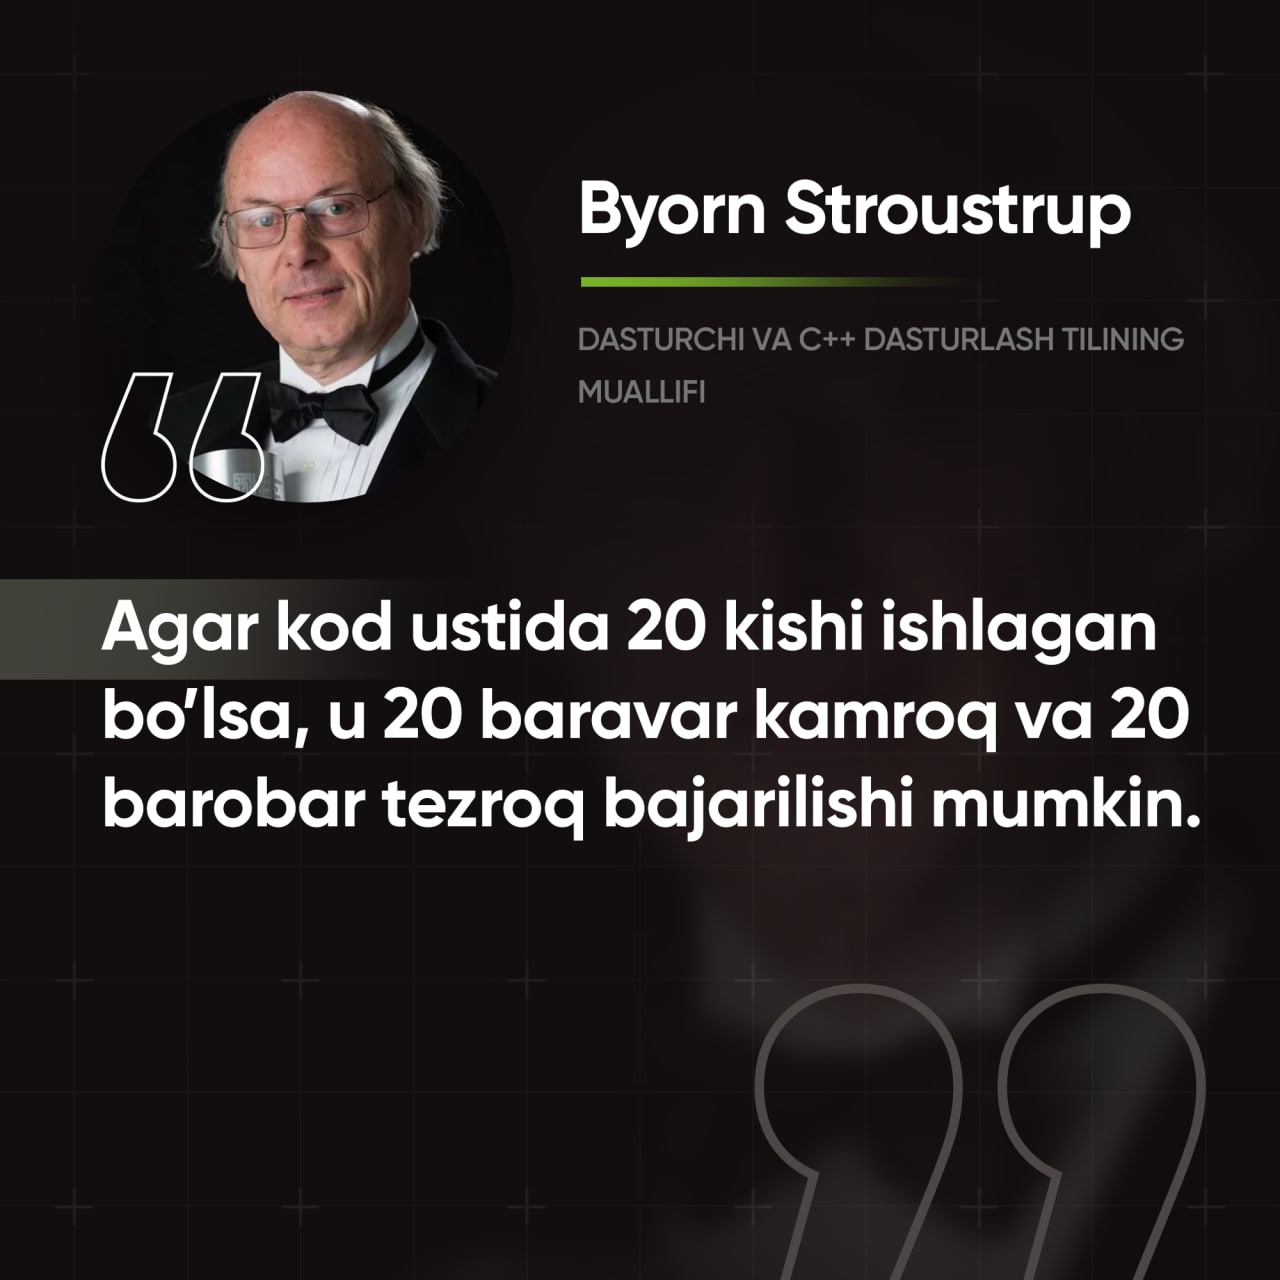 Byorn Stroustrup
DASTURCHI VA C++ DASTURLASH TILINING
MUALLIFI
Agar kod ustida 20 kishi ishlagan
bo’lsa, u 20 baravar kamroq va 20
barobar tezroq bajarilishi mumkin.